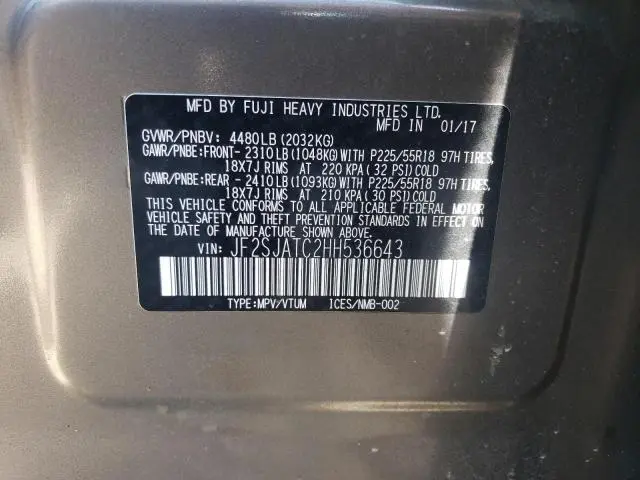 MFD BY FUJI HEAVY INDUSTRIES LTD.
MFD IN 01/17
GVWR/PNBV: 4480LB(2032KG)
GAWR/PNBE:FRONT-2310LB(1048KG)WITH P225/55R18 97H TIRES,
18X7J RIMS AT 220 KPA(32 PSI)COLD
GAWR/PNBE:REAR -2410LB(1093KG)WITH P225/55R18 97H TIRES,
18X7J RIMS AT 210 KPA(30 PSI)COLD
THIS VEHICLE CONFORMS TO ALL APPLICABLE FEDERAL MOTOR
VEHICLE SAFETY AND THEFT PREVENTION STANDARDS IN EFFECT ON
THE DATE OF MANUFACTURE SHOWN ABOVE.
VIN: JF2SJATC2HH536643
TYPE:MPV/VTUM ICES/NMB-002